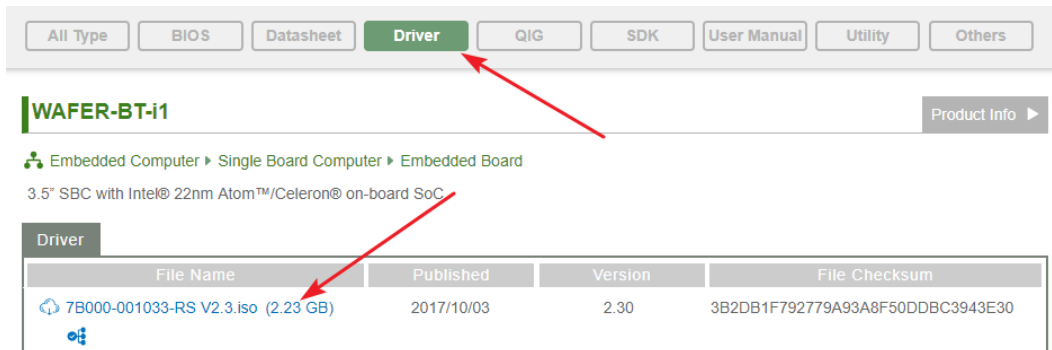 All Type BIOS Datasheet Driver QIG SDK User Manual Utility Others
WAFER-BT-i1 Product Info
Embedded Computer Single Board Computer Embedded Board
3.5" SBC with Intel® 22nm Atom™/Celeron® on-board SoC
Driver
File Name Published Version File Checksum
7B000-001033-RS V2.3.iso (2.23 GB) 2017/10/03 2.30 3B2DB1F792779A93A8F50DDBC3943E30